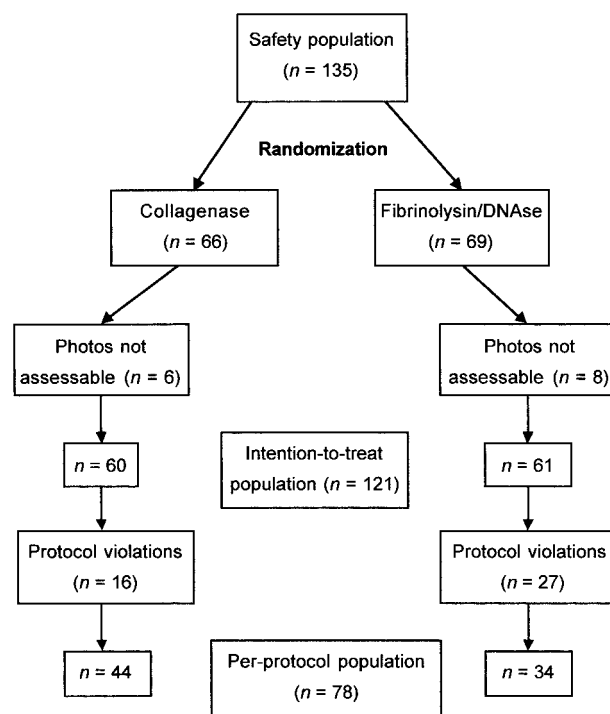 Safety population
(n = 135)
Randomization
Collagenase
(n = 66)
Fibrinolysin/DNAse
(n = 69)
Photos not
assessable (n = 6)
Photos not
assessable (n = 8)
n = 60
Intention-to-treat
population (n = 121)
n = 61
Protocol violations
(n = 16)
Protocol violations
(n = 27)
n = 44
Per-protocol population
(n = 78)
n = 34